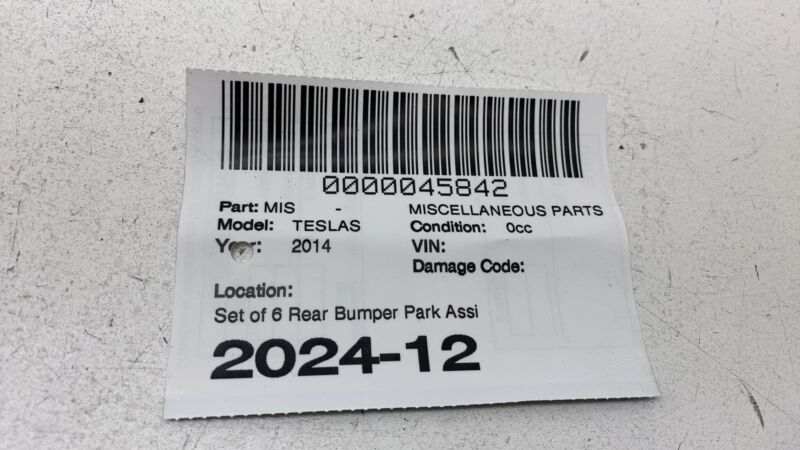 0000045842
Part: MIS - MISCELLANEOUS PARTS
Model: TESLAS Condition: 0cc
2014 VIN:
Damage Code:
Location:
Set of 6 Rear Bumper Park Assi
2024-12